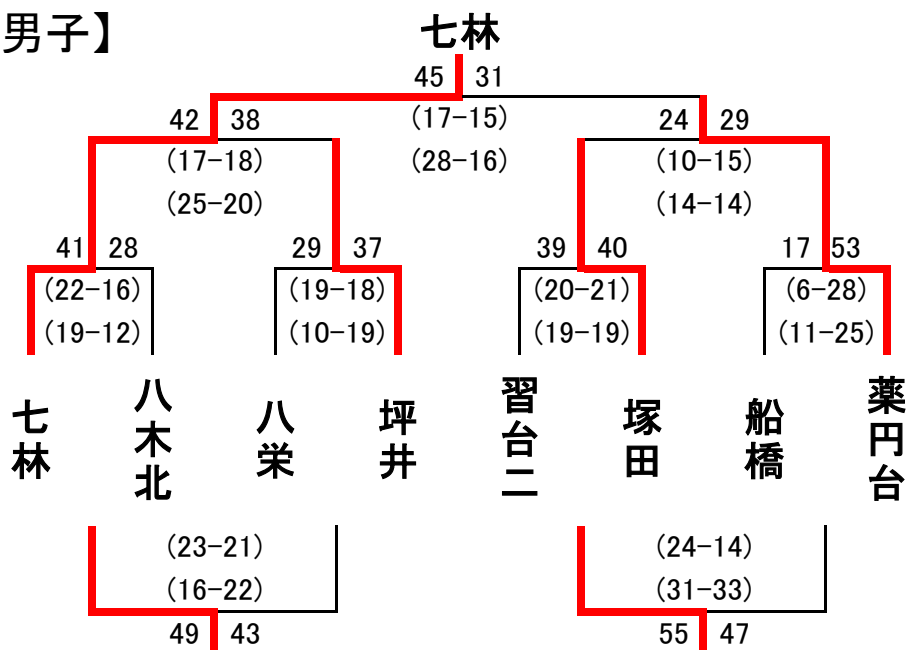 男子】
七林
45 31
(17-15)
(28-16)
42 38
(17-18)
(25-20)
24 29
(10-15)
(14-14)
41 28
(22-16)
(19-12)
29 37
(19-18)
(10-19)
39 40
(20-21)
(19-19)
17 53
(6-28)
(11-25)
七林
八木北
八栄
坪井
習台二
塚田
船橋
薬円台
(23-21)
(16-22)
49 43
(24-14)
(31-33)
55 47